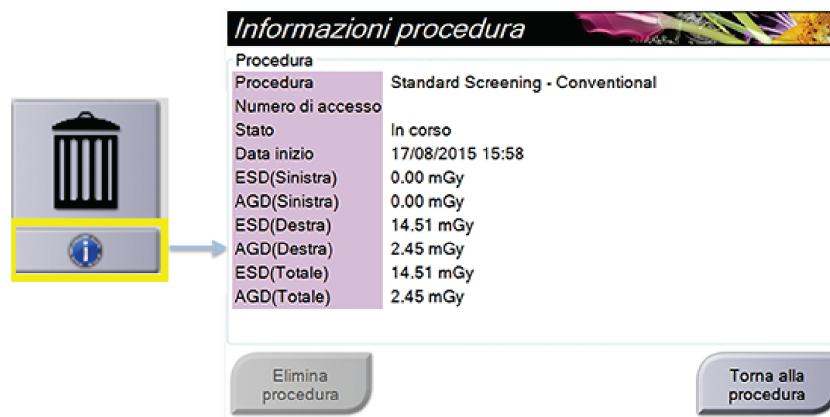 Informazioni procedura
Procedura
Procedura Standard Screening - Conventional
Numero di accesso
Stato In corso
Data inizio 17/08/2015 15:58
ESD(Sinistra) 0.00 mGy
AGD(Sinistra) 0.00 mGy
ESD(Destra) 14.51 mGy
AGD(Destra) 2.45 mGy
ESD(Totale) 14.51 mGy
AGD(Totale) 2.45 mGy
Elimina
procedura
Torna alla
procedura